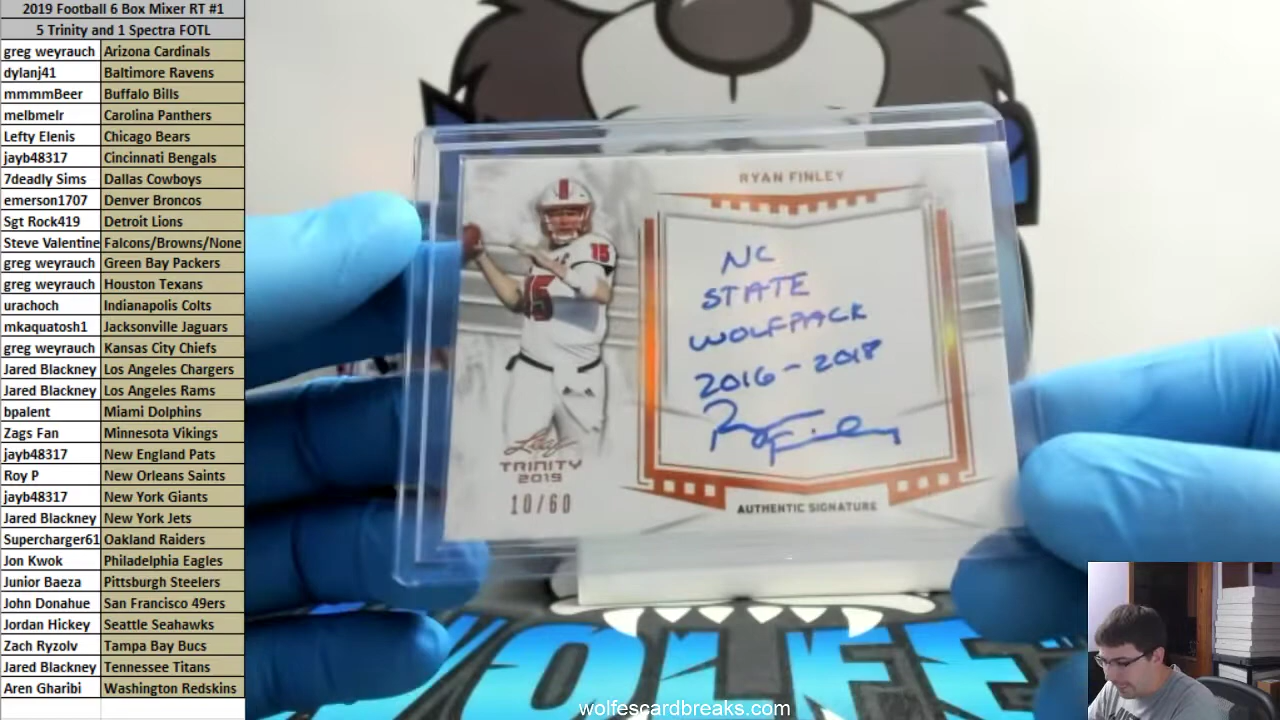 2019 Football 6 Box Mixer RT #1
5 Trinity and 1 Spectra FOTL
greg weyrauch Arizona Cardinals
dylanj41 Baltimore Ravens
mmmmBeer Buffalo Bills
melbmelr Carolina Panthers
Lefty Elenis Chicago Bears
jayb48317 Cincinnati Bengals
7deadly Sims Dallas Cowboys
emerson1707 Denver Broncos
Sgt Rock419 Detroit Lions
Steve Valentine Falcons/Browns/None
greg weyrauch Green Bay Packers
greg weyrauch Houston Texans
urachoch Indianapolis Colts
mkaquatosh1 Jacksonville Jaguars
greg weyrauch Kansas City Chiefs
Jared Blackney Los Angeles Chargers
Jared Blackney Los Angeles Rams
bpalent Miami Dolphins
Zags Fan Minnesota Vikings
jayb48317 New England Pats
Roy P New Orleans Saints
jayb48317 New York Giants
Jared Blackney New York Jets
Supercharger61 Oakland Raiders
Jon Kwok Philadelphia Eagles
Junior Baeza Pittsburgh Steelers
John Donahue San Francisco 49ers
Jordan Hickey Seattle Seahawks
Zach Ryzolv Tampa Bay Bucs
Jared Blackney Tennessee Titans
Aren Gharibi Washington Redskins
RYAN FINLEY
NC
STATE
WOLFPACK
2016-2018
Ryan Finley
15
15
Leaf
TRINITY
2019
10/60
AUTHENTIC SIGNATURE
WOLFE
wolfescardbreaks.com